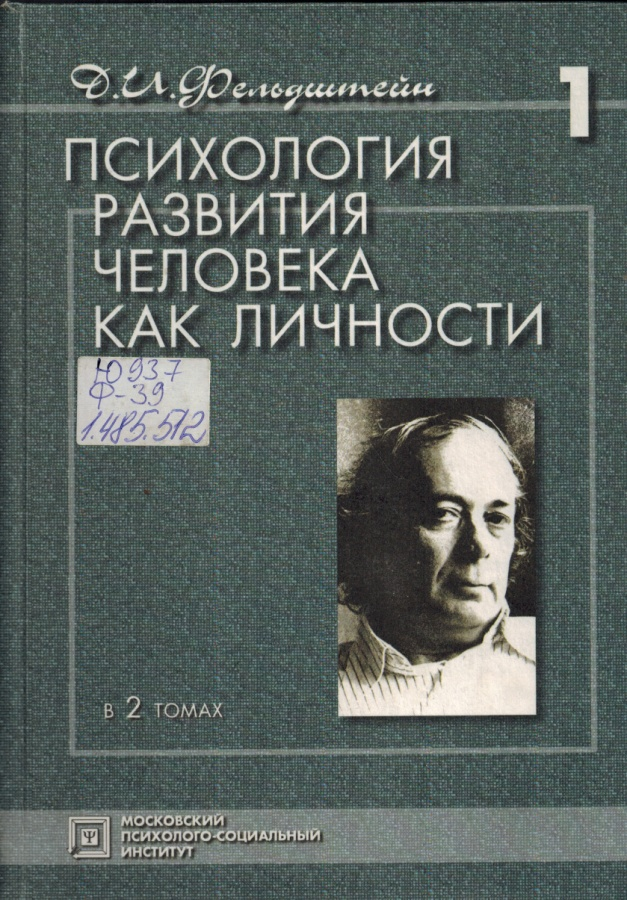 Д.И.Фельдштейн
1
ПСИХОЛОГИЯ
РАЗВИТИЯ
ЧЕЛОВЕКА
КАК ЛИЧНОСТИ
Ю937
Ф-39
1.485.512
В 2 ТОМАХ
Ψ
МОСКОВСКИЙ
ПСИХОЛОГО-СОЦИАЛЬНЫЙ
ИНСТИТУТ